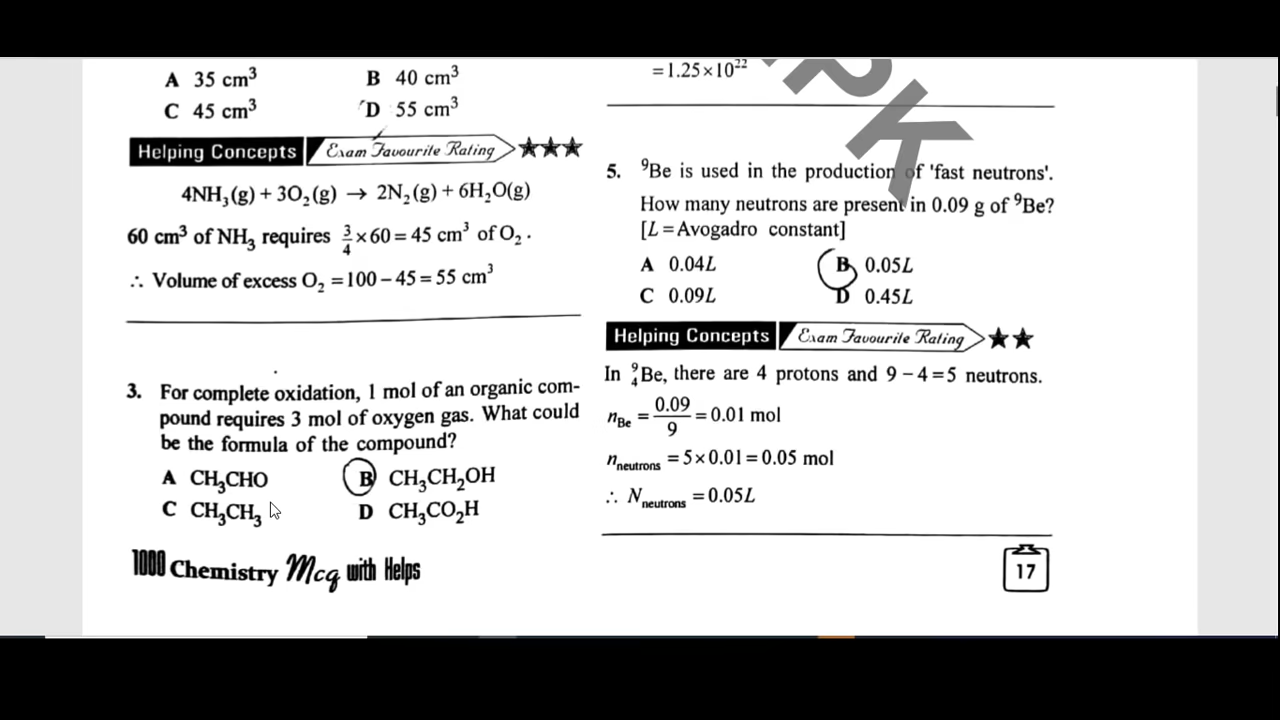 A 35 cm³
B 40 cm³
C 45 cm³
D 55 cm³
Helping Concepts
Exam Favourite Rating
4NH₃(g) + 3O₂(g) → 2N₂(g) + 6H₂O(g)
60 cm³ of NH₃ requires 3/4 × 60 = 45 cm³ of O₂.
∴ Volume of excess O₂ = 100 – 45 = 55 cm³
3. For complete oxidation, 1 mol of an organic com-
pound requires 3 mol of oxygen gas. What could
be the formula of the compound?
A CH₃CHO
B CH₃CH₂OH
C CH₃CH₃
D CH₃CO₂H
1000 Chemistry Mcq with Helps
= 1.25 × 10²²
5. ⁹Be is used in the production of 'fast neutrons'.
How many neutrons are present in 0.09 g of ⁹Be?
[L = Avogadro constant]
A 0.04L
B 0.05L
C 0.09L
D 0.45L
Helping Concepts
Exam Favourite Rating
In ⁹₄Be, there are 4 protons and 9 – 4 = 5 neutrons.
n_Be = 0.09/9 = 0.01 mol
n_neutrons = 5 × 0.01 = 0.05 mol
∴ N_neutrons = 0.05L
17